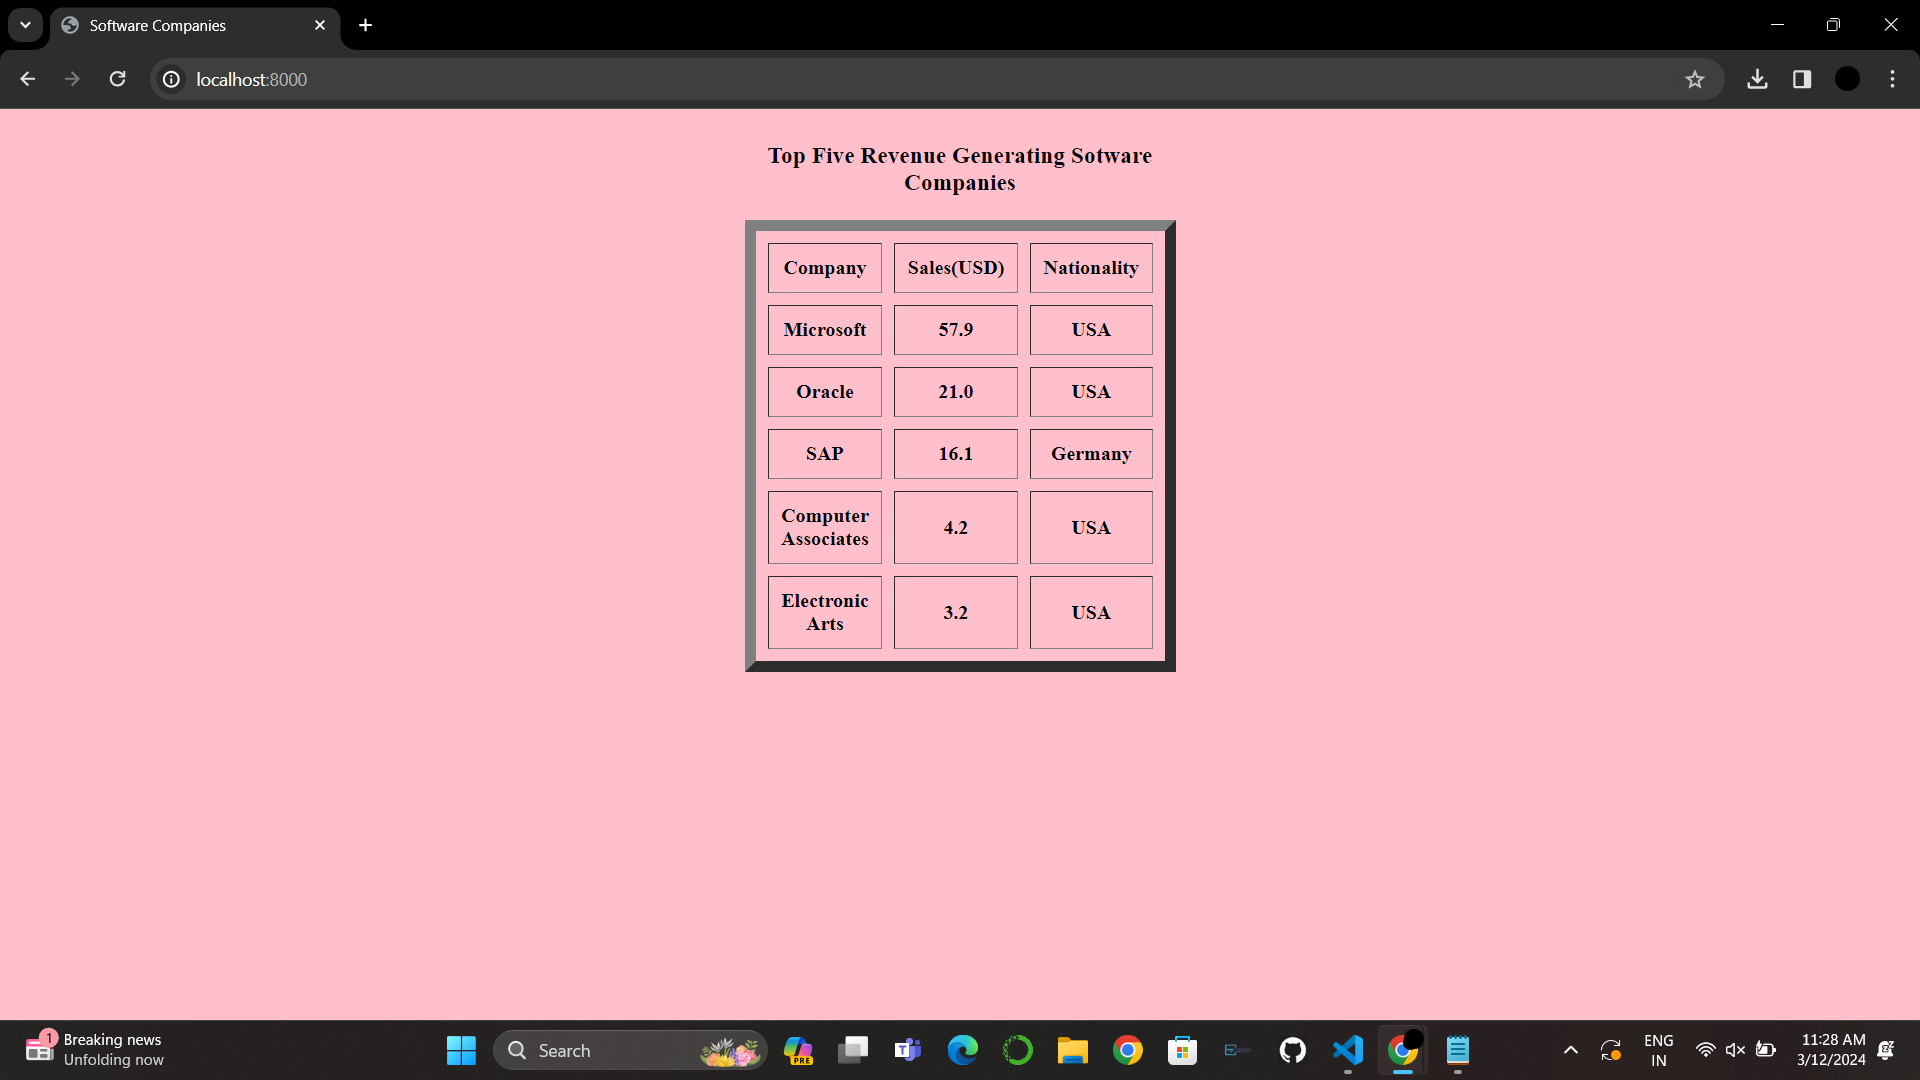 Software Companies
localhost:8000
Top Five Revenue Generating Sotware
Companies
Company Sales(USD) Nationality
Microsoft 57.9 USA
Oracle 21.0 USA
SAP 16.1 Germany
Computer
Associates 4.2 USA
Electronic
Arts 3.2 USA
1
Breaking news
Unfolding now
Search
PRE
ENG
IN
11:28 AM
3/12/2024